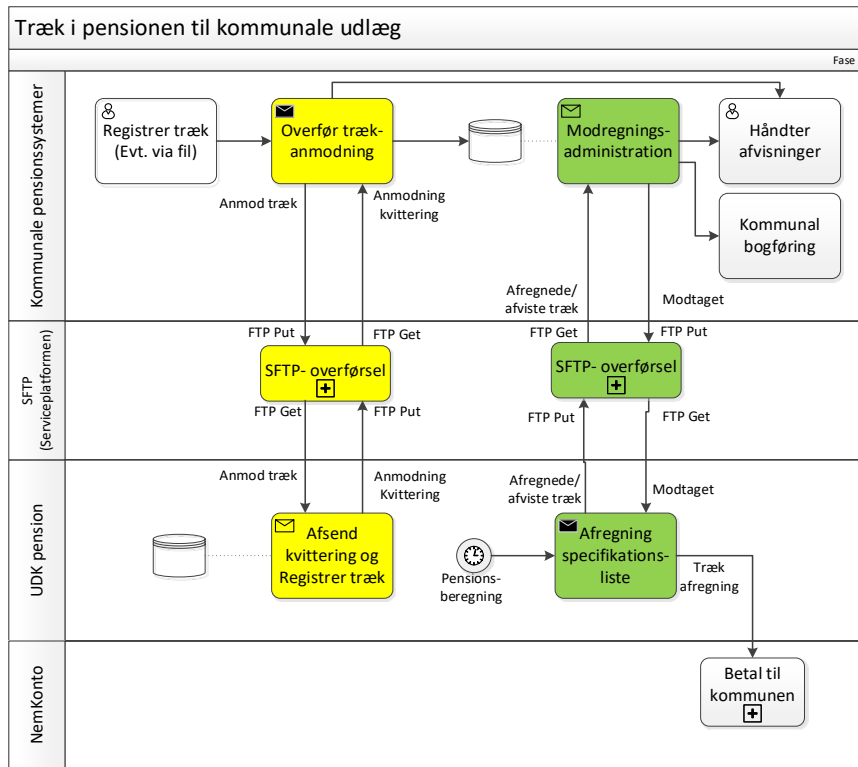 Træk i pensionen til kommunale udlæg
Fase
Kommunale pensionssystemer
Registrer træk
(Evt. via fil)
Overfør træk-
anmodning
Modregnings-
administration
Håndter
afvisninger
Kommunal
bogføring
Anmod træk
Anmodning
kvittering
Afregnede/
afviste træk
Modtaget
FTP Put
FTP Get
FTP Get
FTP Put
SFTP
(Serviceplatformen)
SFTP- overførsel
SFTP- overførsel
FTP Get
FTP Put
FTP Put
FTP Get
UDK pension
Anmod træk
Anmodning
Kvittering
Afregnede/
afviste træk
Modtaget
Afsend
kvittering og
Registrer træk
Pensions-
beregning
Afregning
specifikations-
liste
Træk
afregning
NemKonto
Betal til
kommunen